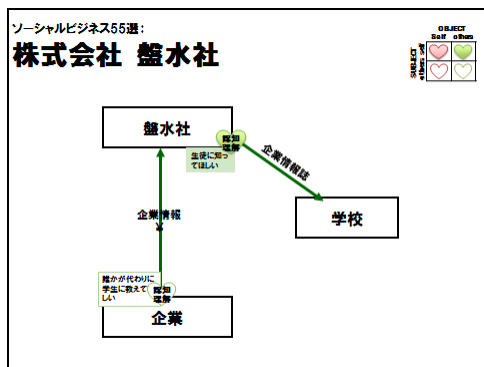 ソーシャルビジネス55選:
株式会社 盤水社
OBJECT
Self others
SUBJECT
others self
盤水社
認知
理解
生徒に知っ
てほしい
企業情報誌
学校
企業情報
¥
誰かが代わりに
学生に教えて
しい
認知
理解
企業